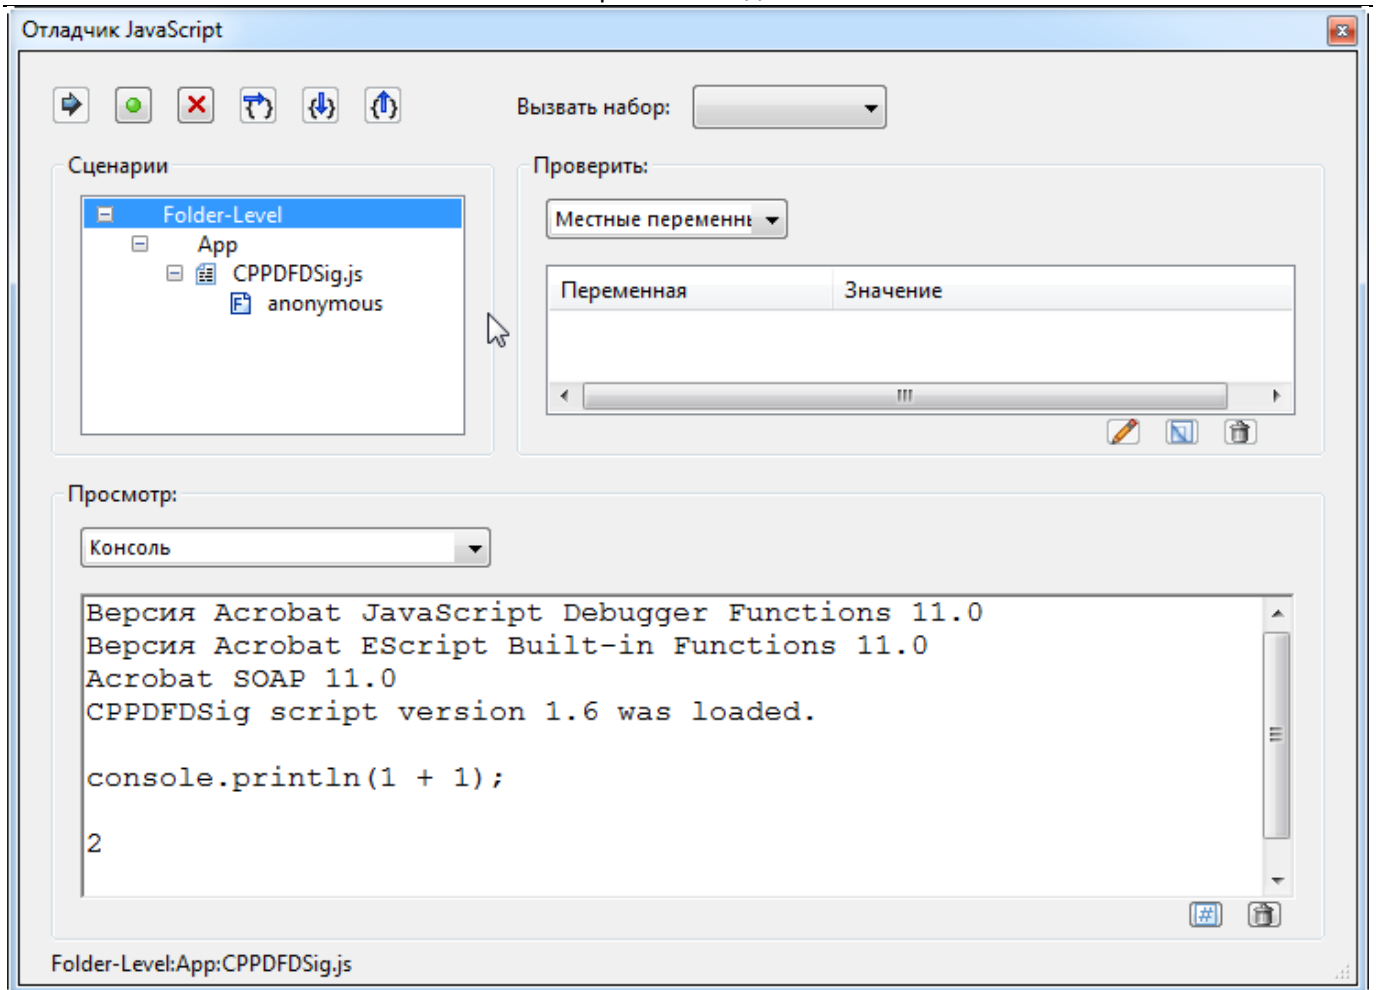 Отладчик JavaScript
Вызвать набор:
Сценарии
Folder-Level
App
CPPDFDSig.js
anonymous
Проверить:
Местные переменны
Переменная Значение
Просмотр:
Консоль
Версия Acrobat JavaScript Debugger Functions 11.0
Версия Acrobat EScript Built-in Functions 11.0
Acrobat SOAP 11.0
CPPDFDSig script version 1.6 was loaded.
console.println(1 + 1);
2
Folder-Level:App:CPPDFDSig.js